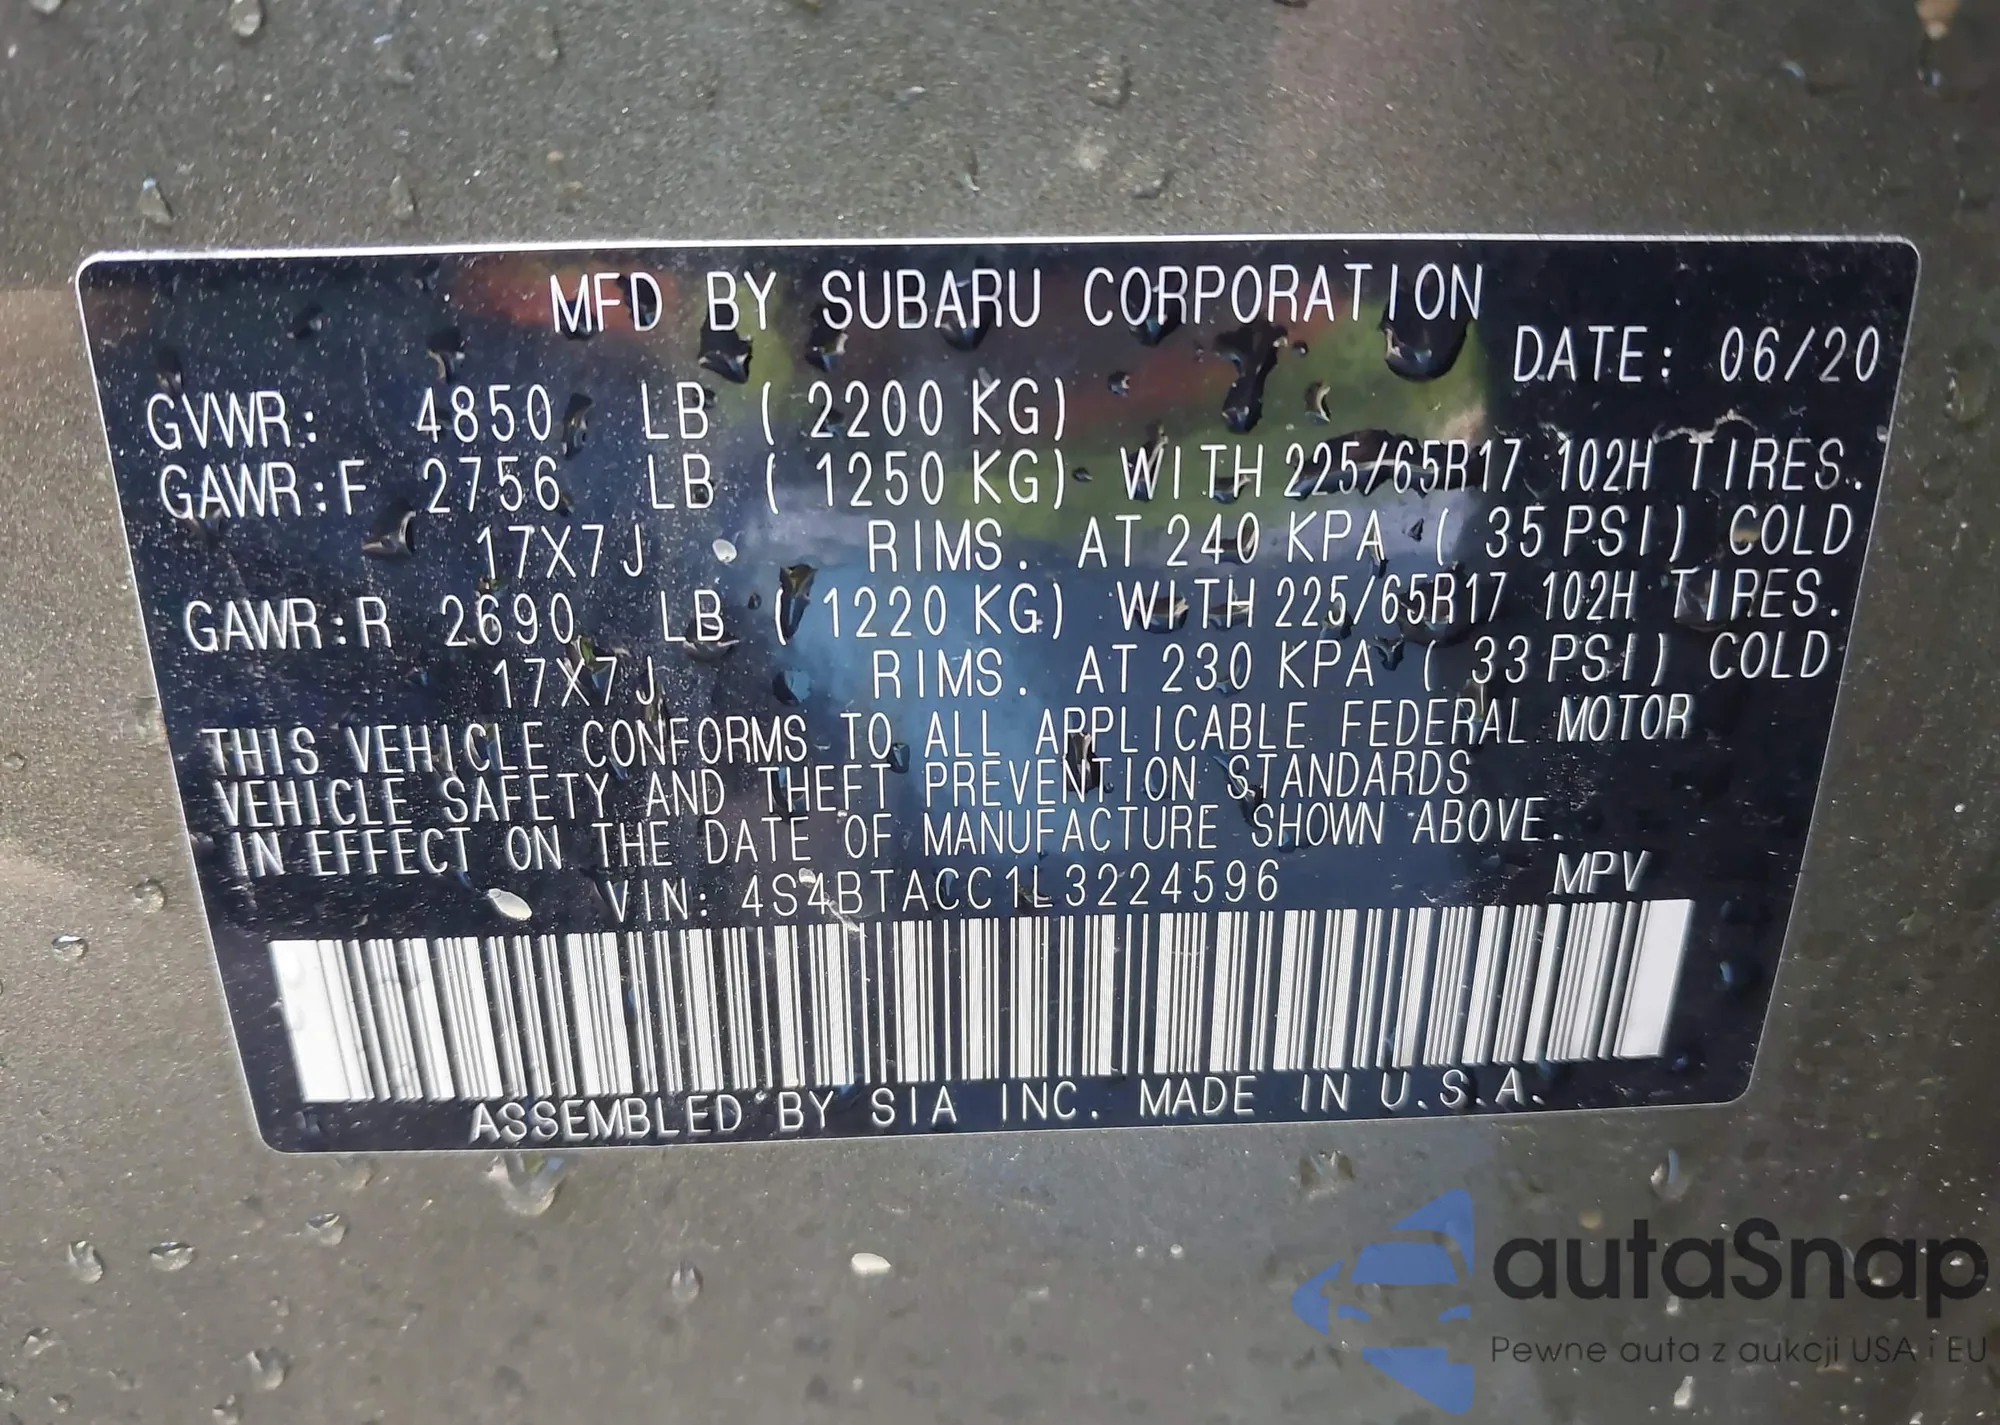 MFD BY SUBARU CORPORATION
DATE: 06/20
GVWR: 4850 LB ( 2200 KG)
GAWR:F 2756 LB ( 1250 KG) WITH 225/65R17 102H TIRES.
17X7J RIMS. AT 240 KPA ( 35 PSI) COLD
GAWR:R 2690 LB ( 1220 KG) WITH 225/65R17 102H TIRES.
17X7J RIMS. AT 230 KPA ( 33 PSI) COLD
THIS VEHICLE CONFORMS TO ALL APPLICABLE FEDERAL MOTOR
VEHICLE SAFETY AND THEFT PREVENTION STANDARDS
IN EFFECT ON THE DATE OF MANUFACTURE SHOWN ABOVE.
VIN: 4S4BTACC1L3224596 MPV
ASSEMBLED BY SIA INC. MADE IN U.S.A.
autaSnap
Pewne auta z aukcji USA i EU